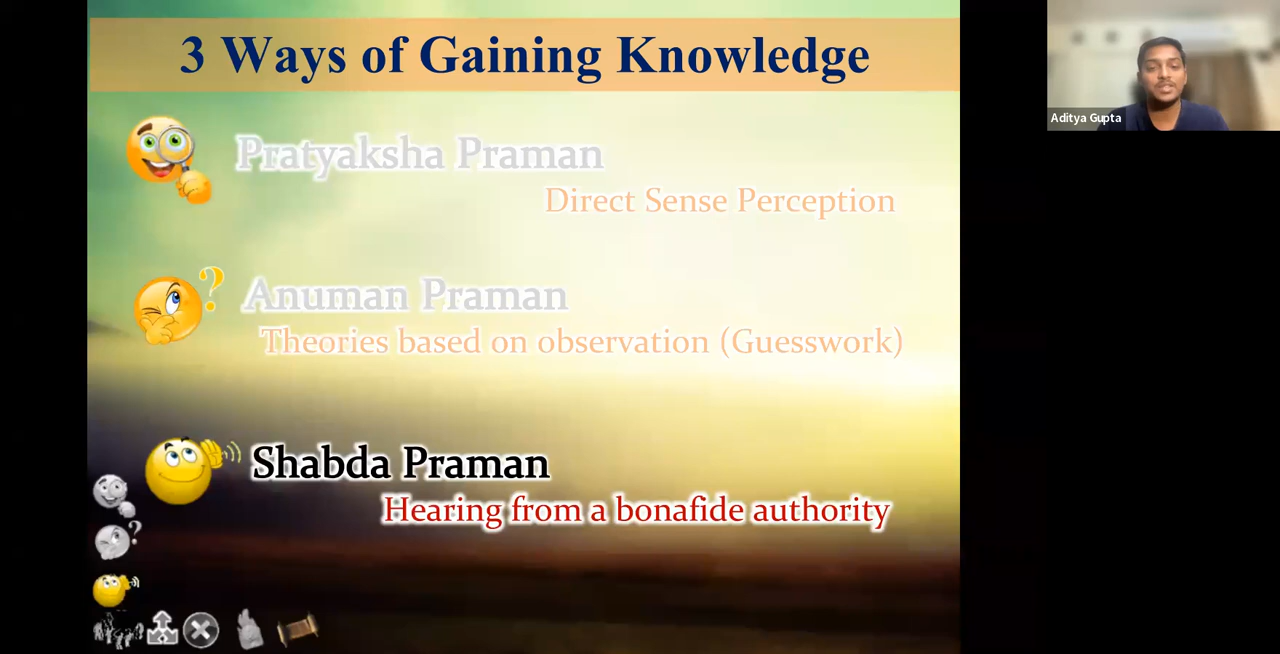 3 Ways of Gaining Knowledge
Aditya Gupta
Pratyaksha Praman
Direct Sense Perception
?
Anuman Praman
Theories based on observation (Guesswork)
Shabda Praman
Hearing from a bonafide authority
?